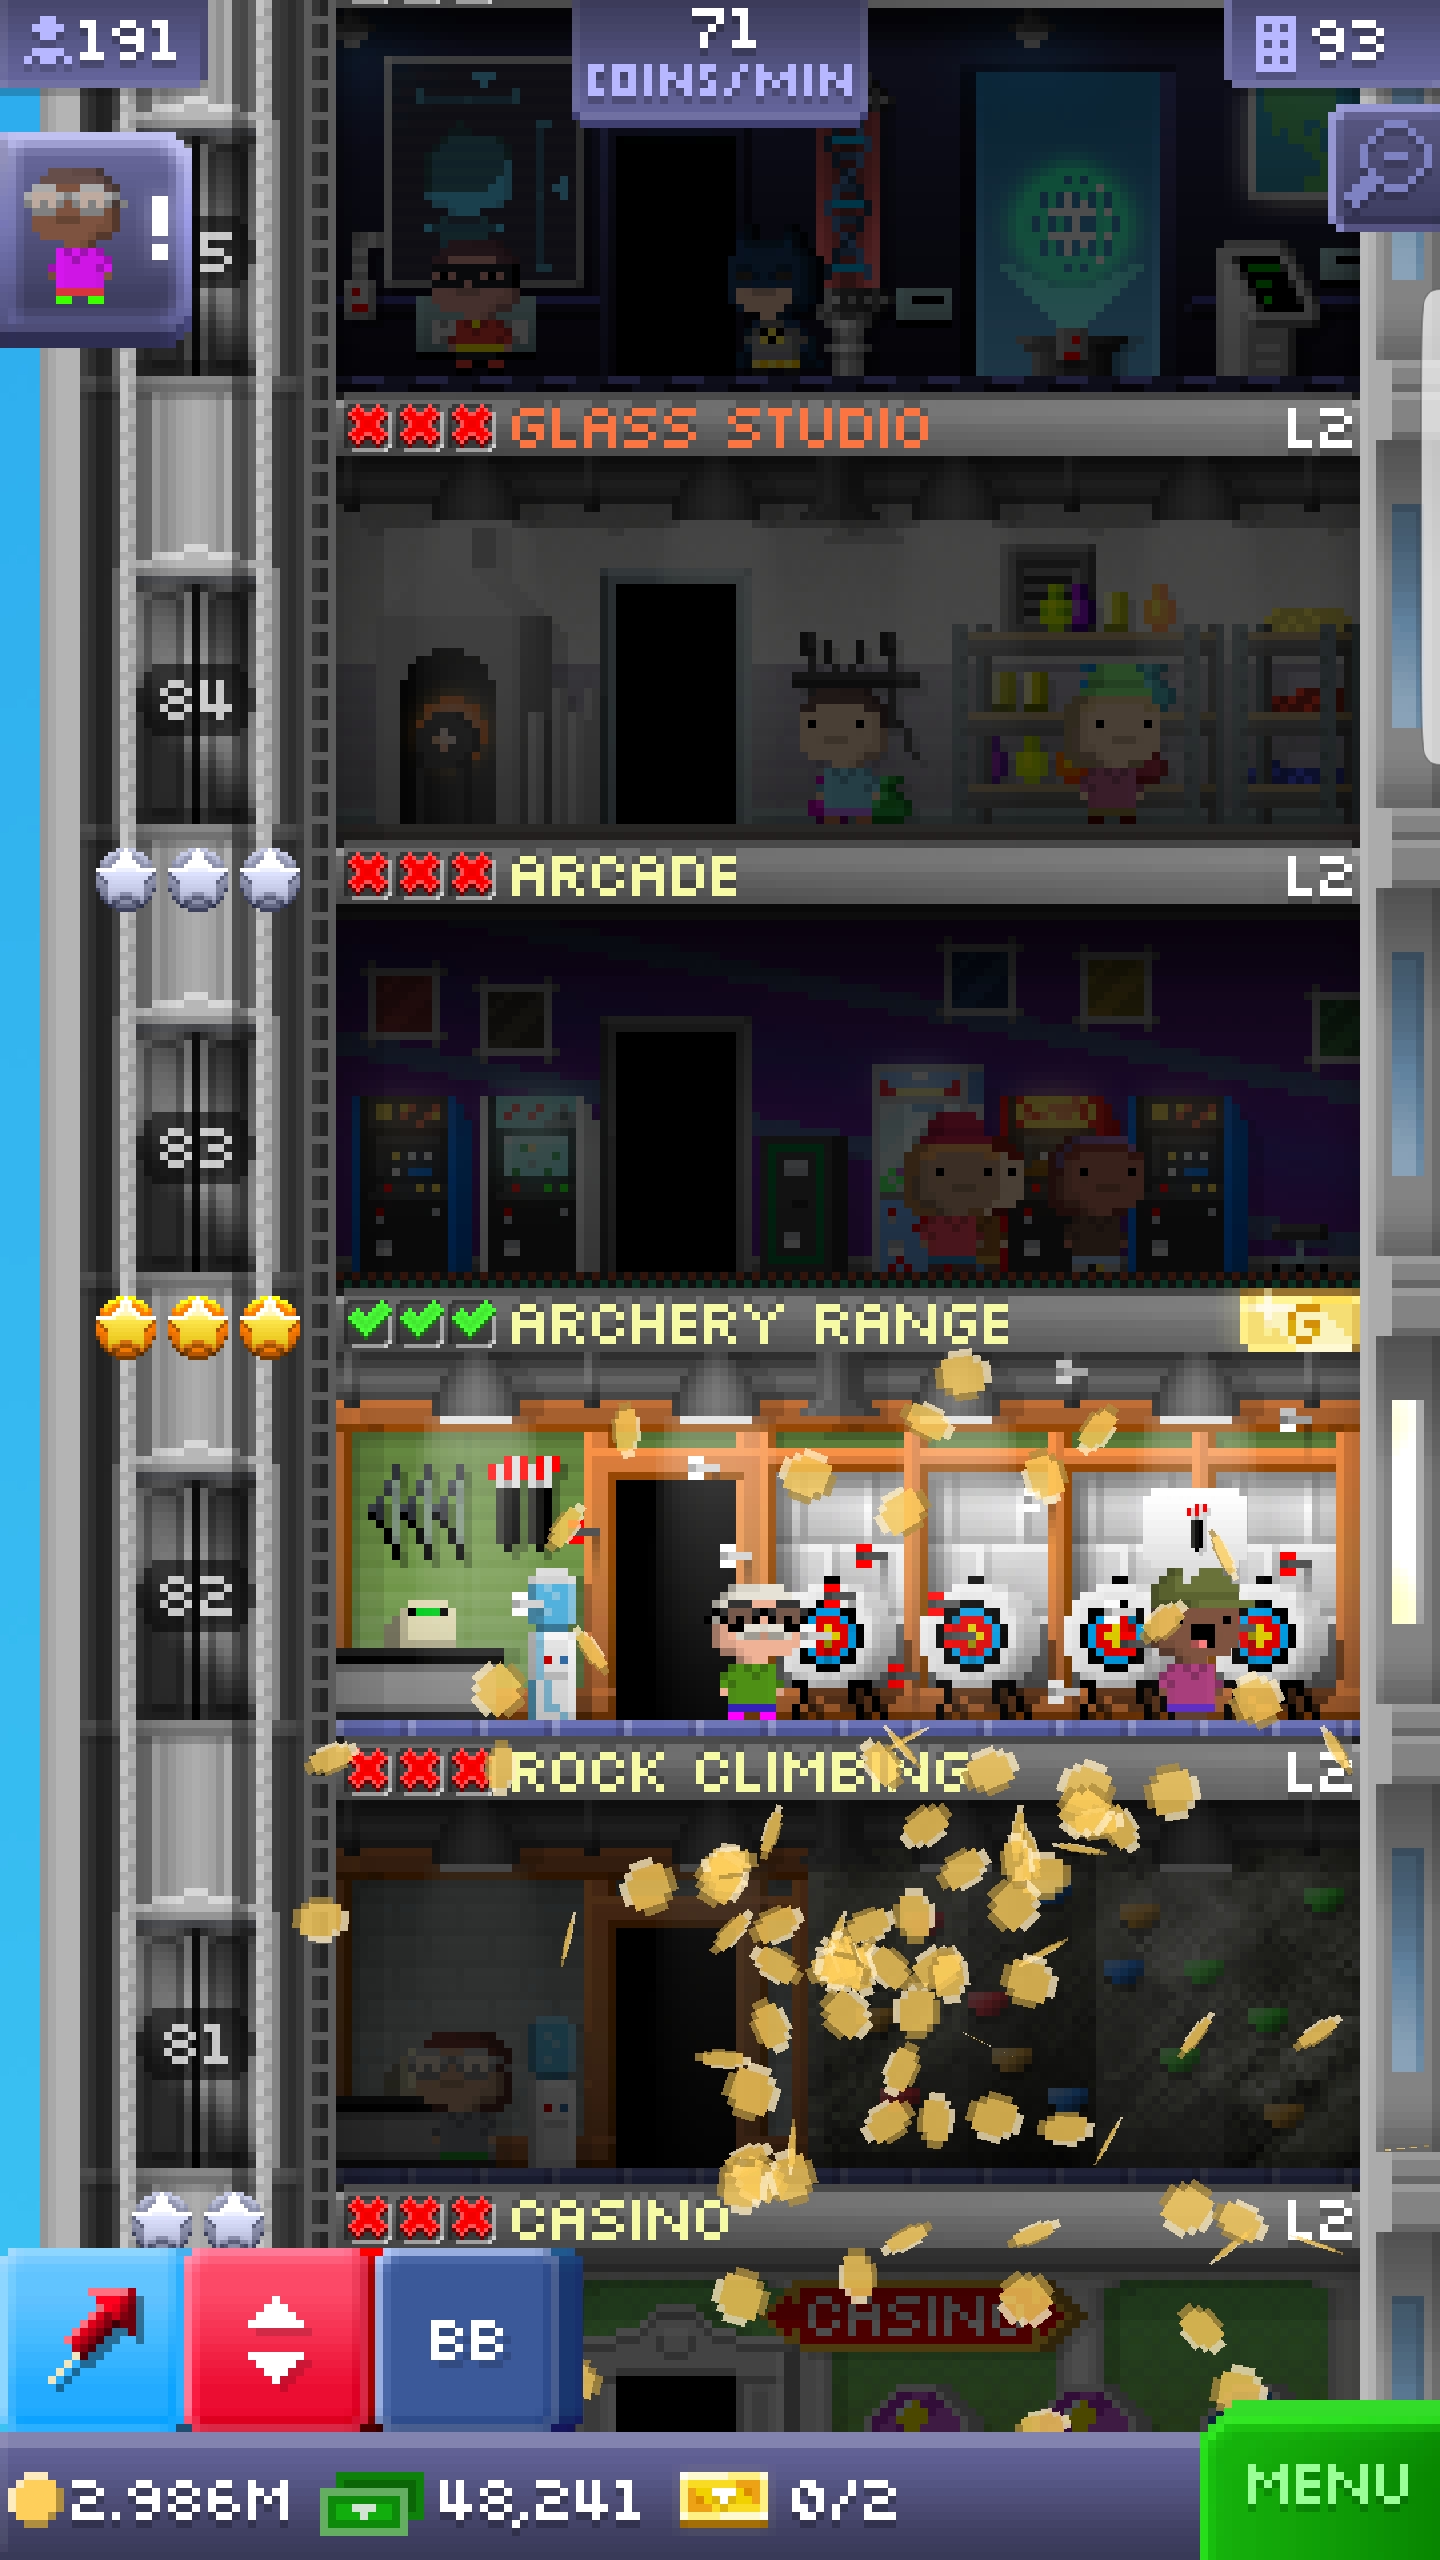 191
71
COINS/MIN
93
!
5
GLASS STUDIO L2
84
ARCADE L2
83
ARCHERY RANGE G
82
ROCK CLIMBING L2
81
CASINO L2
CASINO
BB
2.986M 48,241 0/2
MENU